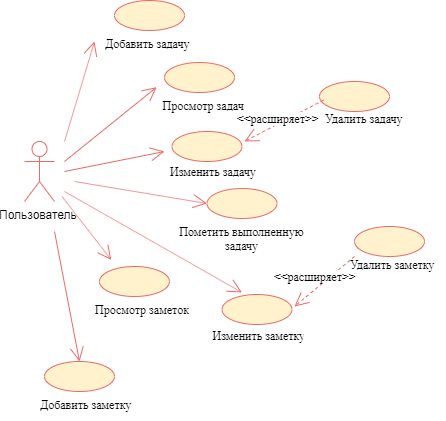 Добавить задачу
Просмотр задач
<<расширяет>>
Удалить задачу
Изменить задачу
Пользователь
Пометить выполненную
задачу
Удалить заметку
<<расширяет>>
Просмотр заметок
Изменить заметку
Добавить заметку